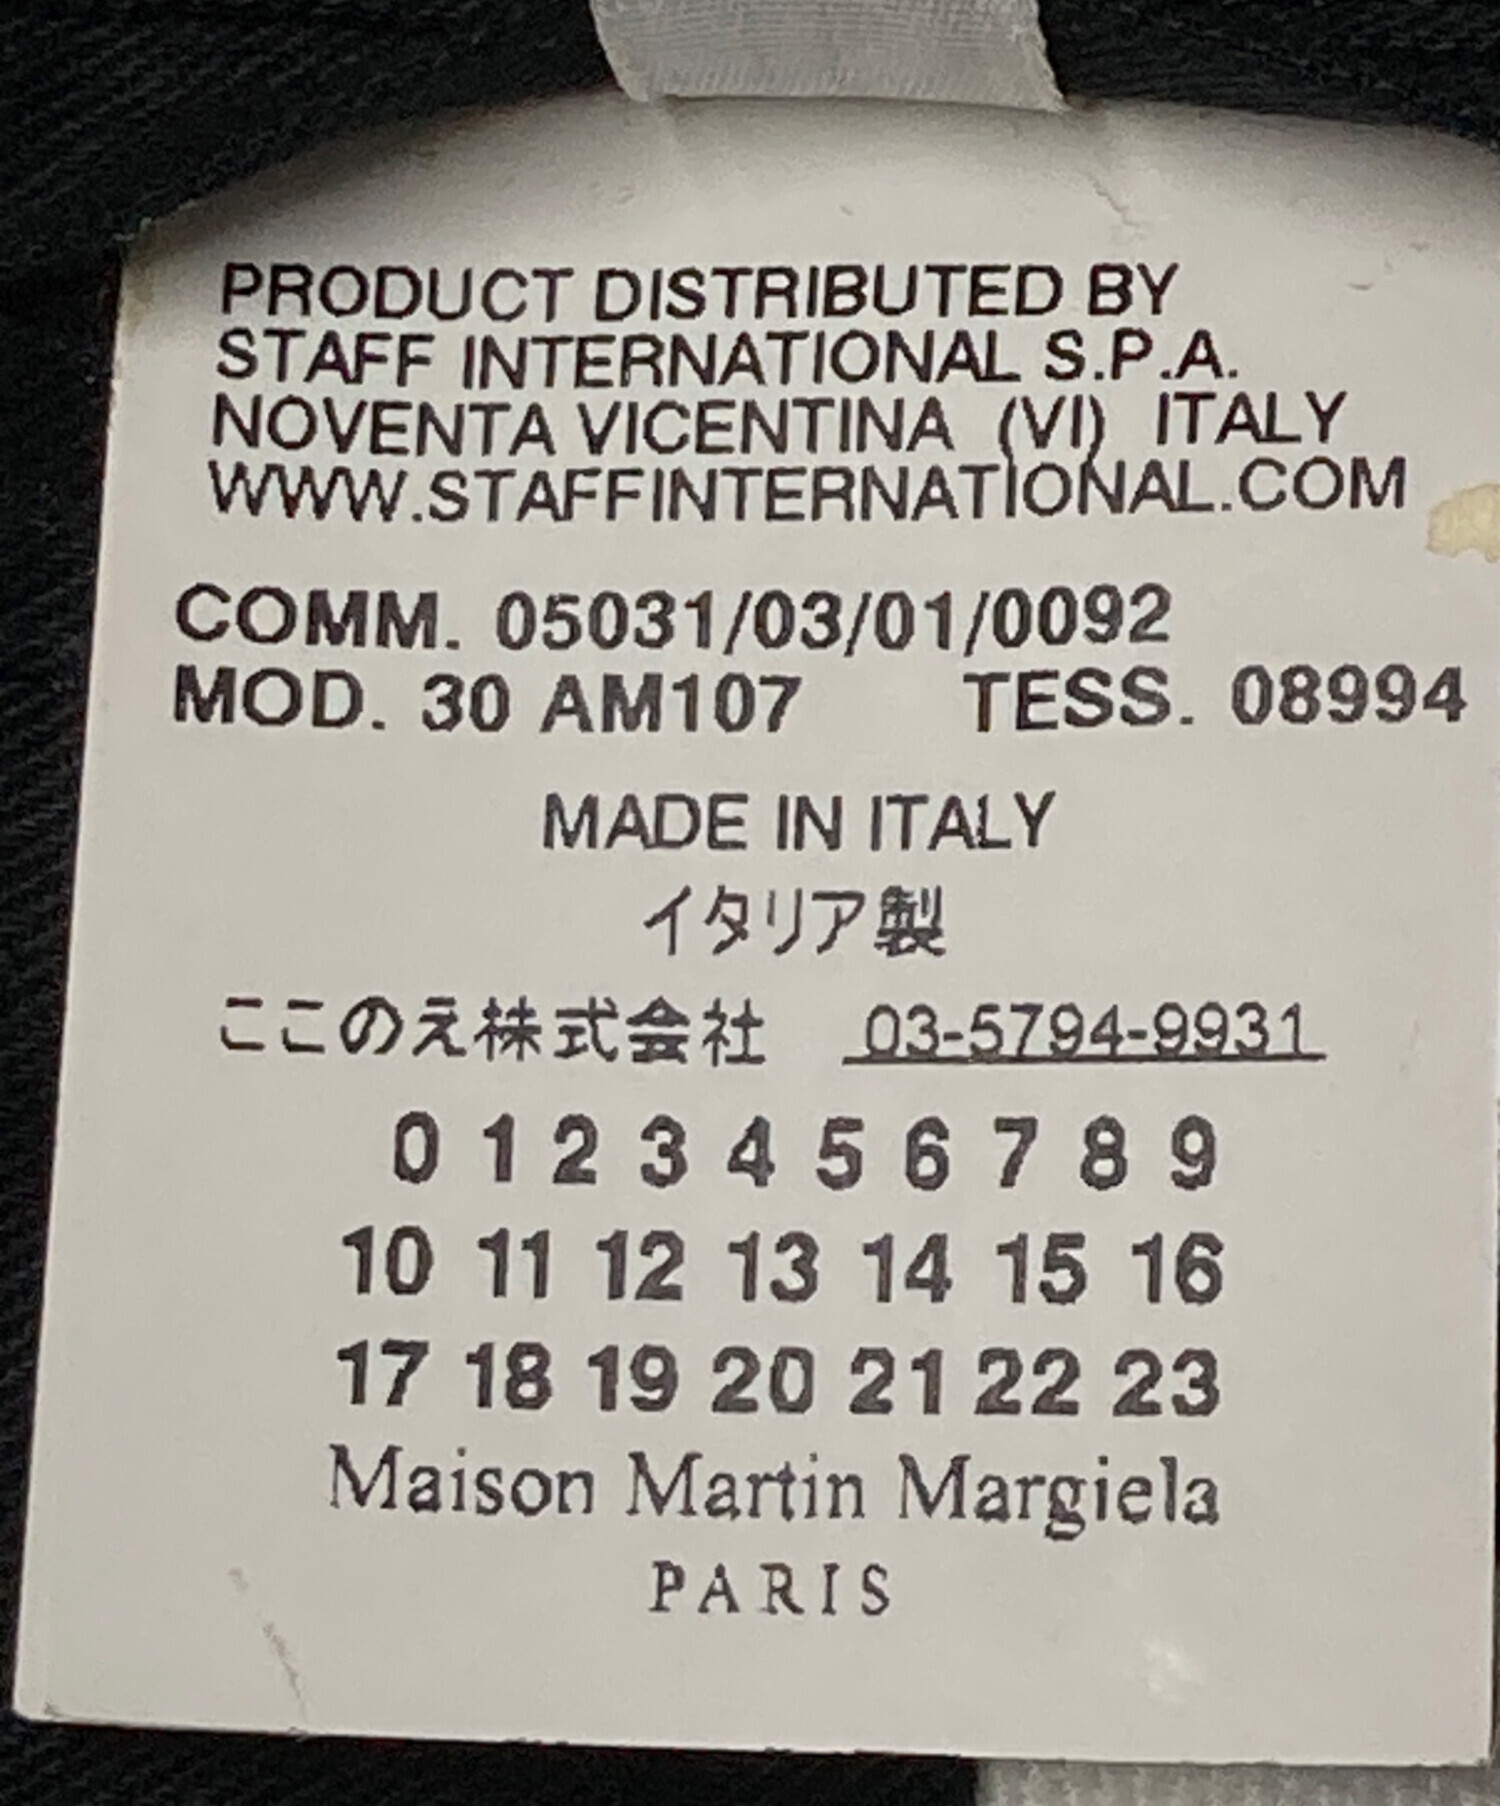 PRODUCT DISTRIBUTED BY
STAFF INTERNATIONAL S.P.A.
NOVENTA VICENTINA (VI) ITALY
WWW.STAFFINTERNATIONAL.COM
COMM. 05031/03/01/0092
MOD. 30 AM107 TESS. 08994
MADE IN ITALY
イタリア製
ここのえ株式会社 03-5794-9931
0 1 2 3 4 5 6 7 8 9
10 11 12 13 14 15 16
17 18 19 20 21 22 23
Maison Martin Margiela
PARIS